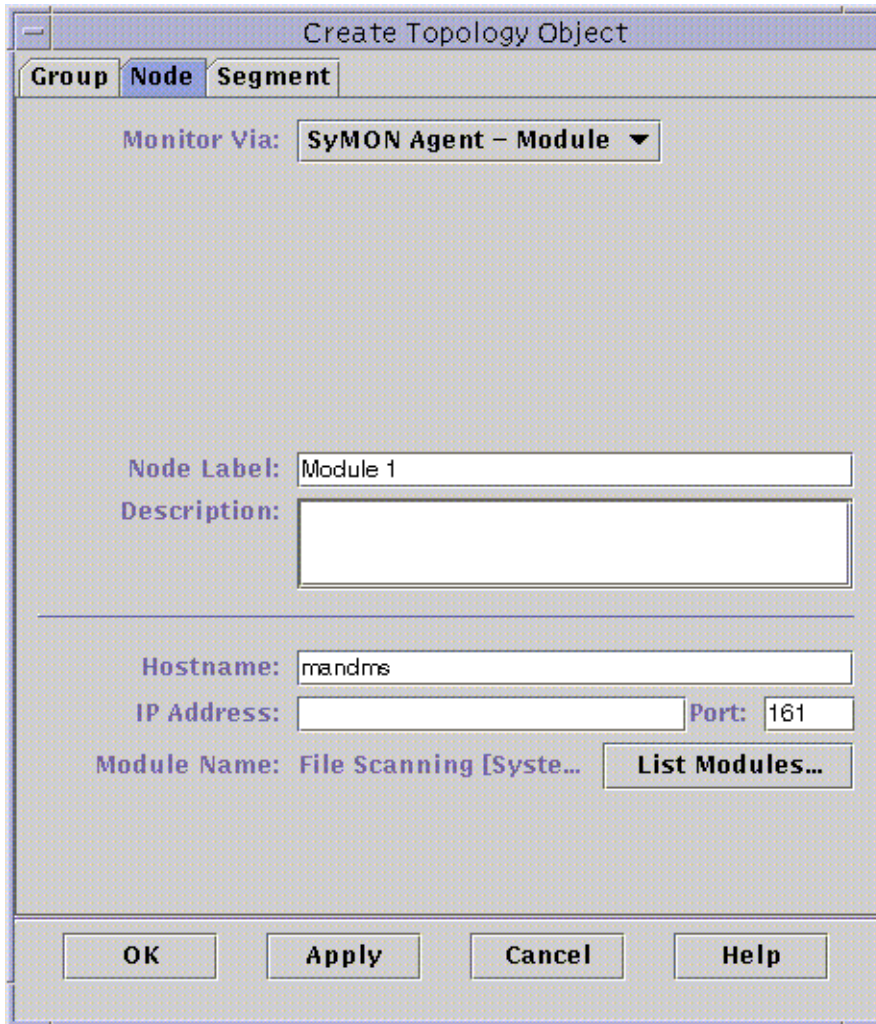 Create Topology Object
Group Node Segment
Monitor Via: SyMON Agent – Module
Node Label: Module 1
Description:
Hostname: mandms
IP Address: Port: 161
Module Name: File Scanning [Syste... List Modules...
OK Apply Cancel Help